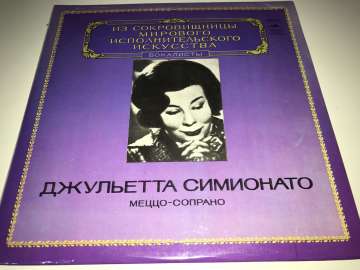 ИЗ СОКРОВИЩНИЦЫ
МИРОВОГО
ИСПОЛНИТЕЛЬСКОГО
ИСКУССТВА
ВОКАЛИСТЫ
ДЖУЛЬЕТТА СИМИОНАТО
МЕЦЦО-СОПРАНО